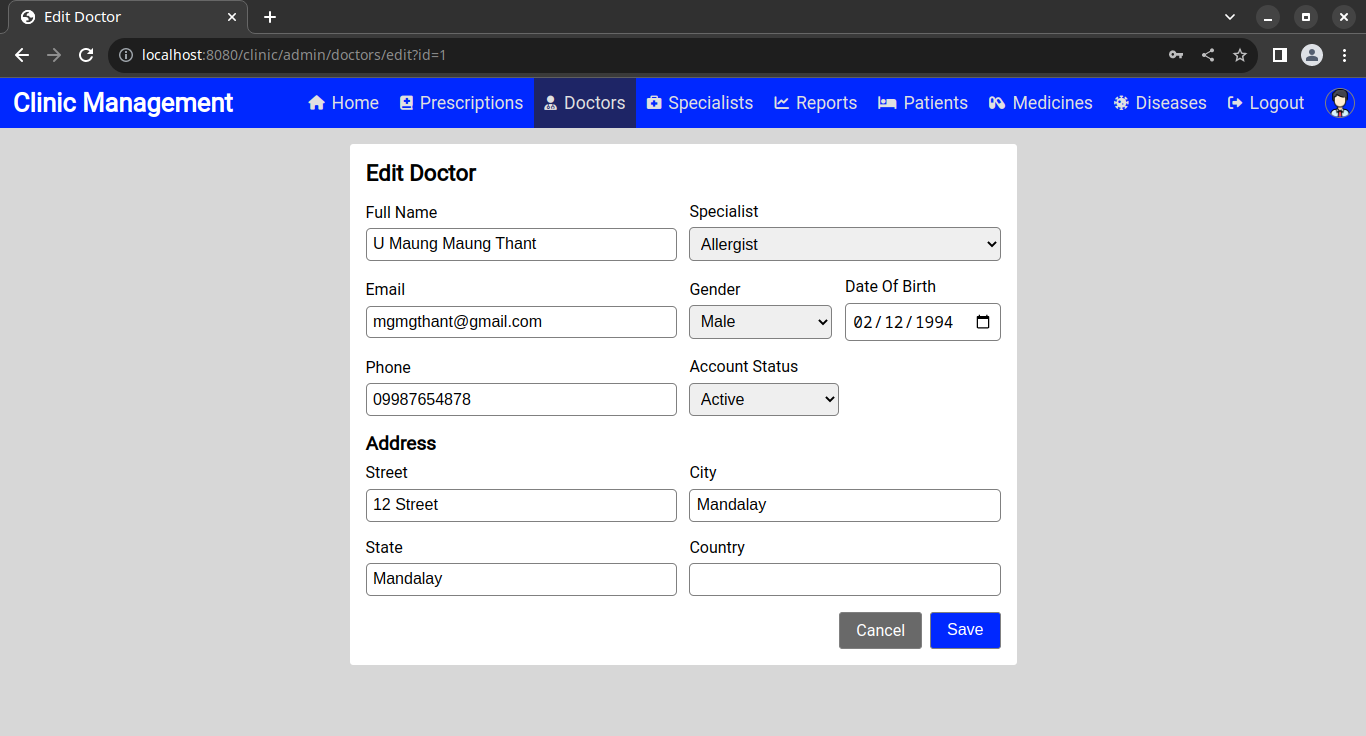 Edit Doctor
localhost:8080/clinic/admin/doctors/edit?id=1
Clinic Management Home Prescriptions Doctors Specialists Reports Patients Medicines Diseases Logout
Edit Doctor
Full Name Specialist
U Maung Maung Thant Allergist
Email Gender Date Of Birth
mgmgthant@gmail.com Male 02/12/1994
Phone Account Status
09987654878 Active
Address
Street City
12 Street Mandalay
State Country
Mandalay
Cancel Save